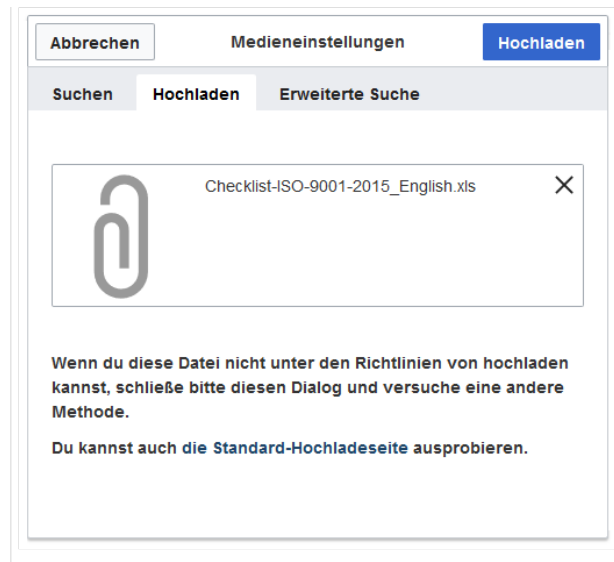 Abbrechen Medieneinstellungen Hochladen
Suchen Hochladen Erweiterte Suche
Checklist-ISO-9001-2015_English.xls
Wenn du diese Datei nicht unter den Richtlinien von hochladen
kannst, schließe bitte diesen Dialog und versuche eine andere
Methode.
Du kannst auch die Standard-Hochladeseite ausprobieren.